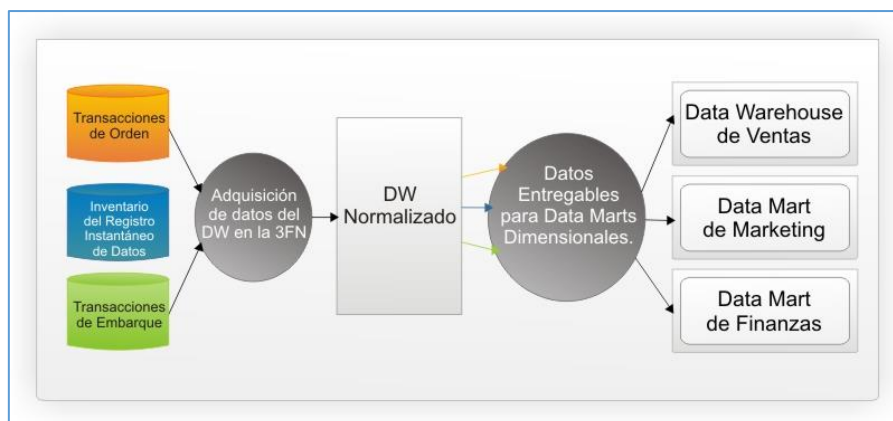 Transacciones
de Orden
Inventario
del Registro
Instantáneo
de Datos
Transacciones
de Embarque
Adquisición
de datos del
DW en la 3FN
DW
Normalizado
Datos
Entregables
para Data Marts
Dimensionales.
Data Warehouse
de Ventas
Data Mart
de Marketing
Data Mart
de Finanzas